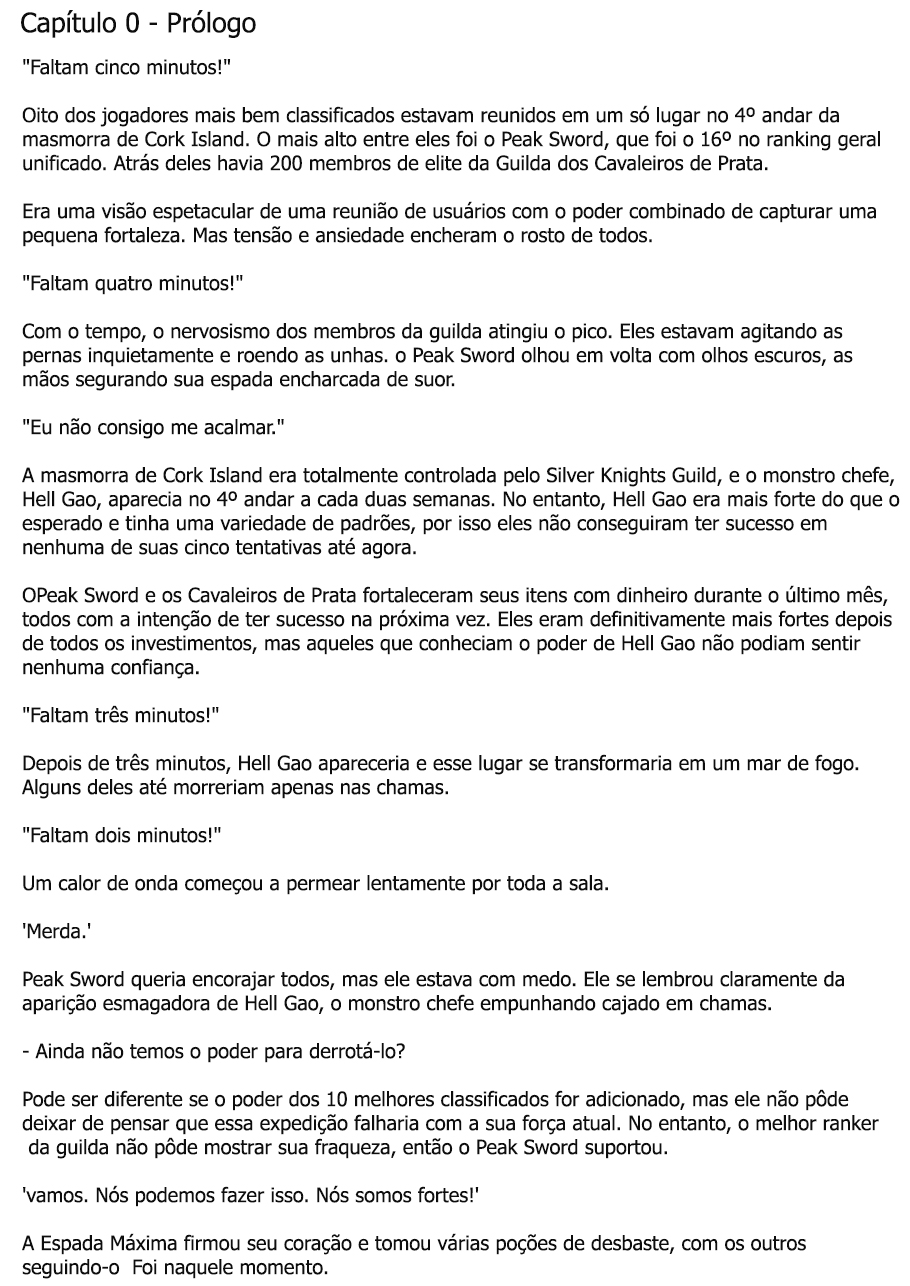 Capítulo 0 - Prólogo
"Faltam cinco minutos!"
Oito dos jogadores mais bem classificados estavam reunidos em um só lugar no 4º andar da
masmorra de Cork Island. O mais alto entre eles foi o Peak Sword, que foi o 16º no ranking geral
unificado. Atrás deles havia 200 membros de elite da Guilda dos Cavaleiros de Prata.
Era uma visão espetacular de uma reunião de usuários com o poder combinado de capturar uma
pequena fortaleza. Mas tensão e ansiedade encheram o rosto de todos.
"Faltam quatro minutos!"
Com o tempo, o nervosismo dos membros da guilda atingiu o pico. Eles estavam agitando as
pernas inquietamente e roendo as unhas. o Peak Sword olhou em volta com olhos escuros, as
mãos segurando sua espada encharcada de suor.
"Eu não consigo me acalmar."
A masmorra de Cork Island era totalmente controlada pelo Silver Knights Guild, e o monstro chefe,
Hell Gao, aparecia no 4º andar a cada duas semanas. No entanto, Hell Gao era mais forte do que o
esperado e tinha uma variedade de padrões, por isso eles não conseguiram ter sucesso em
nenhuma de suas cinco tentativas até agora.
OPeak Sword e os Cavaleiros de Prata fortaleceram seus itens com dinheiro durante o último mês,
todos com a intenção de ter sucesso na próxima vez. Eles eram definitivamente mais fortes depois
de todos os investimentos, mas aqueles que conheciam o poder de Hell Gao não podiam sentir
nenhuma confiança.
"Faltam três minutos!"
Depois de três minutos, Hell Gao apareceria e esse lugar se transformaria em um mar de fogo.
Alguns deles até morreriam apenas nas chamas.
"Faltam dois minutos!"
Um calor de onda começou a permear lentamente por toda a sala.
'Merda.'
Peak Sword queria encorajar todos, mas ele estava com medo. Ele se lembrou claramente da
aparição esmagadora de Hell Gao, o monstro chefe empunhando cajado em chamas.
- Ainda não temos o poder para derrotá-lo?
Pode ser diferente se o poder dos 10 melhores classificados for adicionado, mas ele não pôde
deixar de pensar que essa expedição falharia com a sua força atual. No entanto, o melhor ranker
da guilda não pôde mostrar sua fraqueza, então o Peak Sword suportou.
'vamos. Nós podemos fazer isso. Nós somos fortes!'
A Espada Máxima firmou seu coração e tomou várias poções de desbaste, com os outros
seguindo-o  Foi naquele momento.